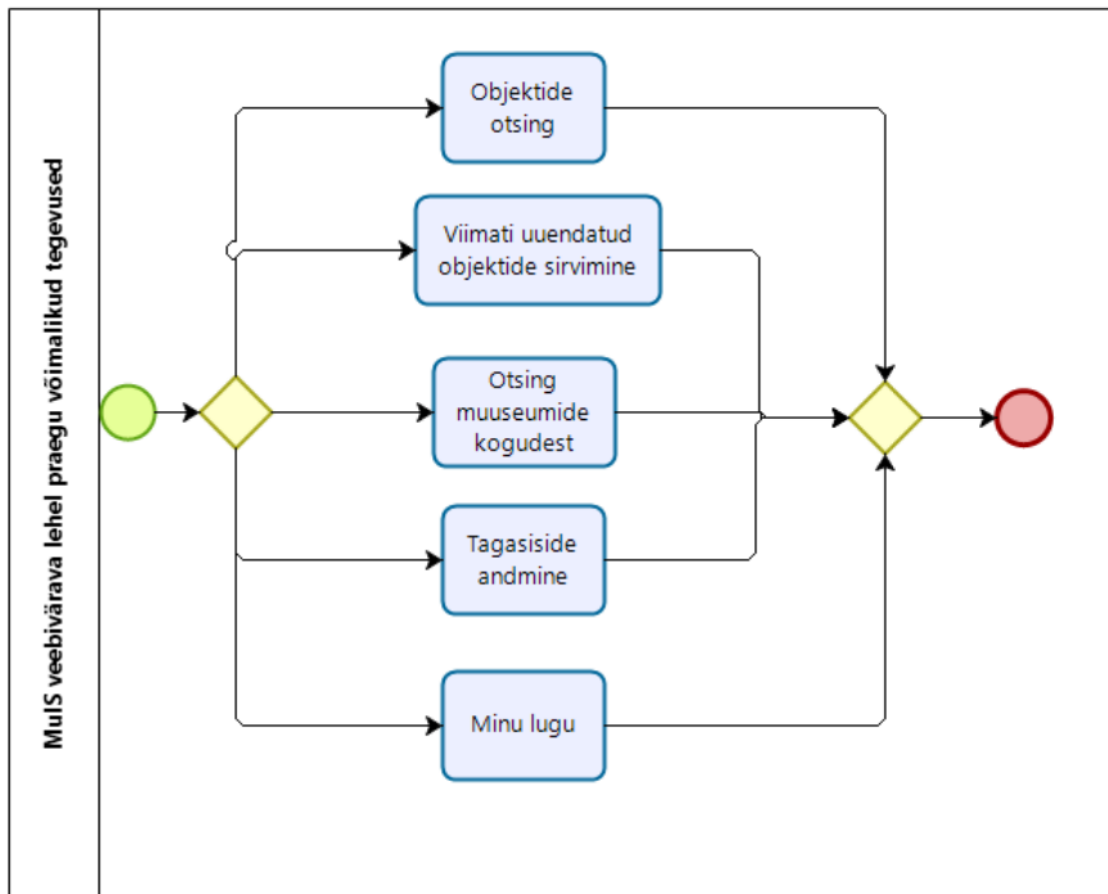 MuIS veebivärava lehel praegu võimalikud tegevused
Objektide
otsing
Viimati uuendatud
objektide sirvimine
Otsing
muuseumide
kogudest
Tagasiside
andmine
Minu lugu